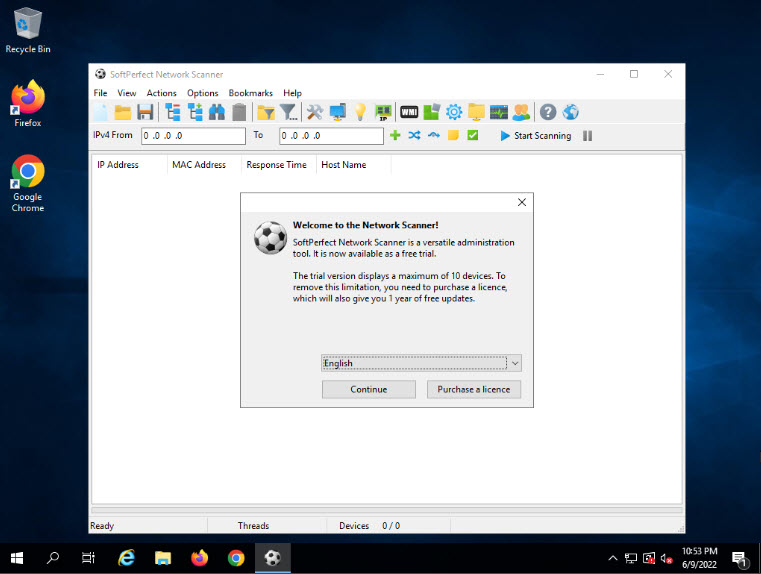 Recycle Bin
Firefox
Google
Chrome
SoftPerfect Network Scanner
File View Actions Options Bookmarks Help
IP
WMI
IPv4 From 0 .0 .0 .0 To 0 .0 .0 .0 Start Scanning
IP Address MAC Address Response Time Host Name
Welcome to the Network Scanner!
SoftPerfect Network Scanner is a versatile administration
tool. It is now available as a free trial.
The trial version displays a maximum of 10 devices. To
remove this limitation, you need to purchase a licence,
which will also give you 1 year of free updates.
English
Continue Purchase a licence
Ready Threads Devices 0 / 0
10:53 PM
6/9/2022
1